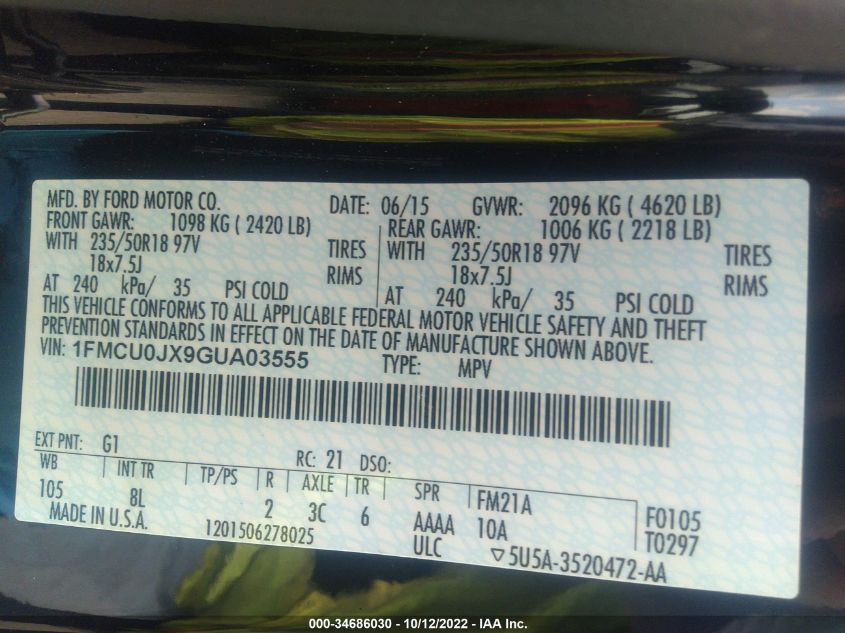 MFD. BY FORD MOTOR CO. DATE: 06/15 GVWR: 2096 KG ( 4620 LB)
FRONT GAWR: 1098 KG ( 2420 LB) REAR GAWR: 1006 KG ( 2218 LB)
WITH 235/50R18 97V TIRES WITH 235/50R18 97V TIRES
18x7.5J RIMS 18x7.5J RIMS
AT 240 kPa/ 35 PSI COLD AT 240 kPa/ 35 PSI COLD
THIS VEHICLE CONFORMS TO ALL APPLICABLE FEDERAL MOTOR VEHICLE SAFETY AND THEFT
PREVENTION STANDARDS IN EFFECT ON THE DATE OF MANUFACTURE SHOWN ABOVE.
VIN: 1FMCU0JX9GUA03555 TYPE: MPV
EXT PNT: G1 RC: 21 DSO:
WB INT TR TP/PS R AXLE TR SPR FM21A F0105
105 8L 2 3C 6 AAAA 10A T0297
MADE IN U.S.A. 1201506278025 ULC ▽5U5A-3520472-AA
000-34686030 - 10/12/2022 - IAA Inc.